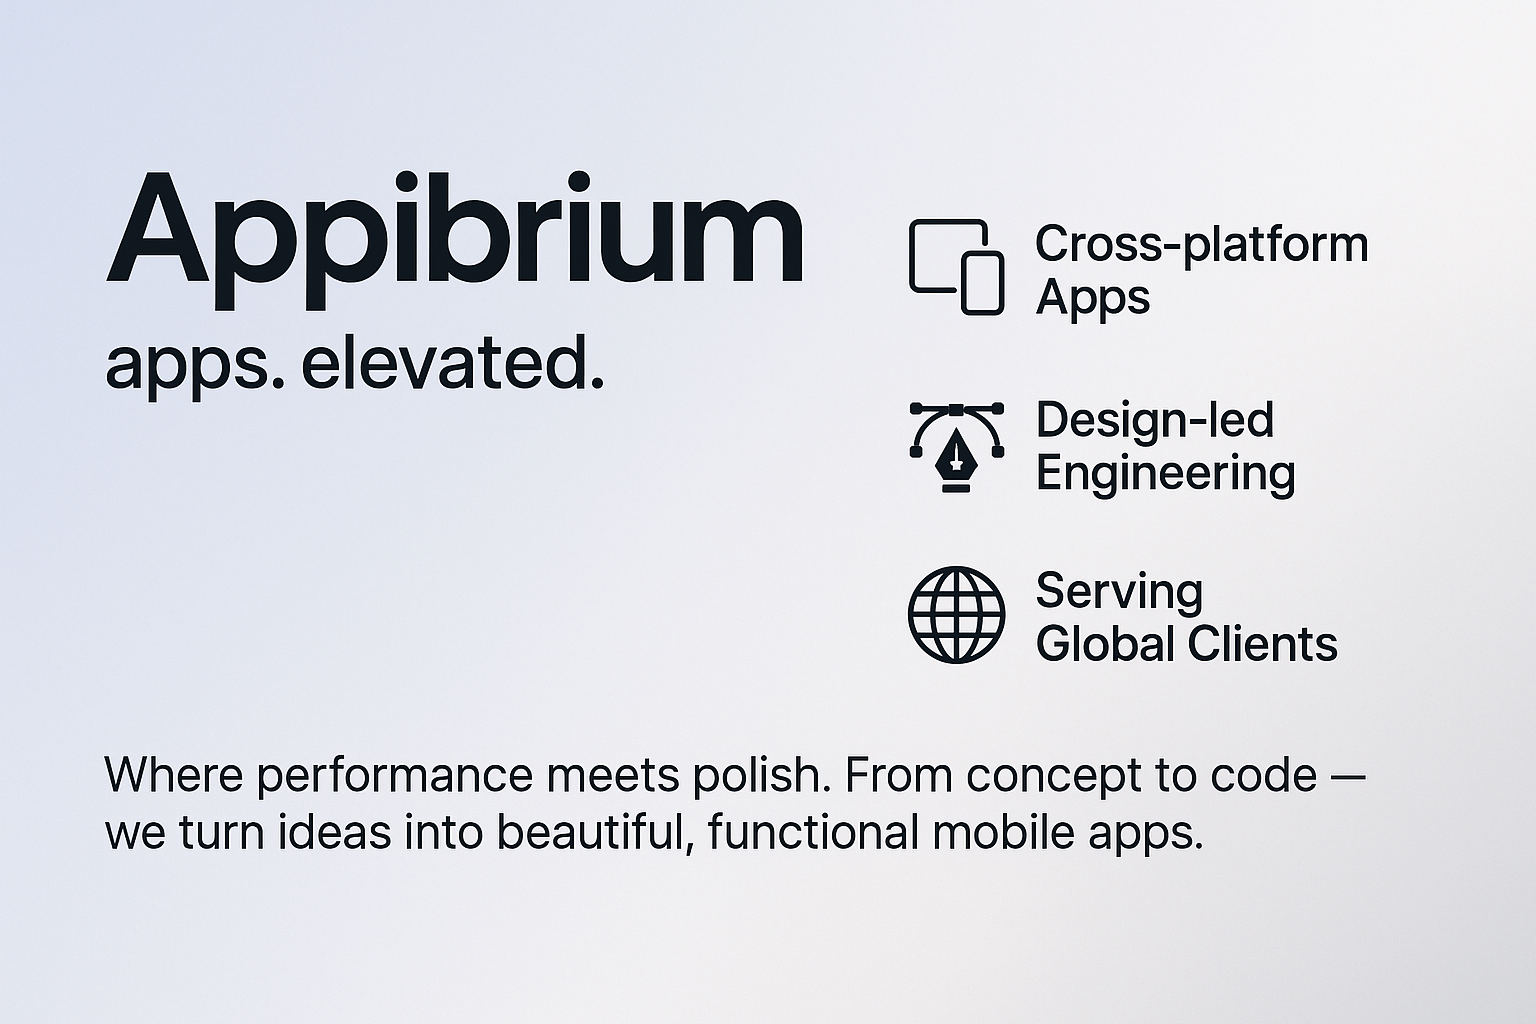 Appibrium
apps. elevated.
Cross-platform
Apps
Design-led
Engineering
Serving
Global Clients
Where performance meets polish. From concept to code —
we turn ideas into beautiful, functional mobile apps.